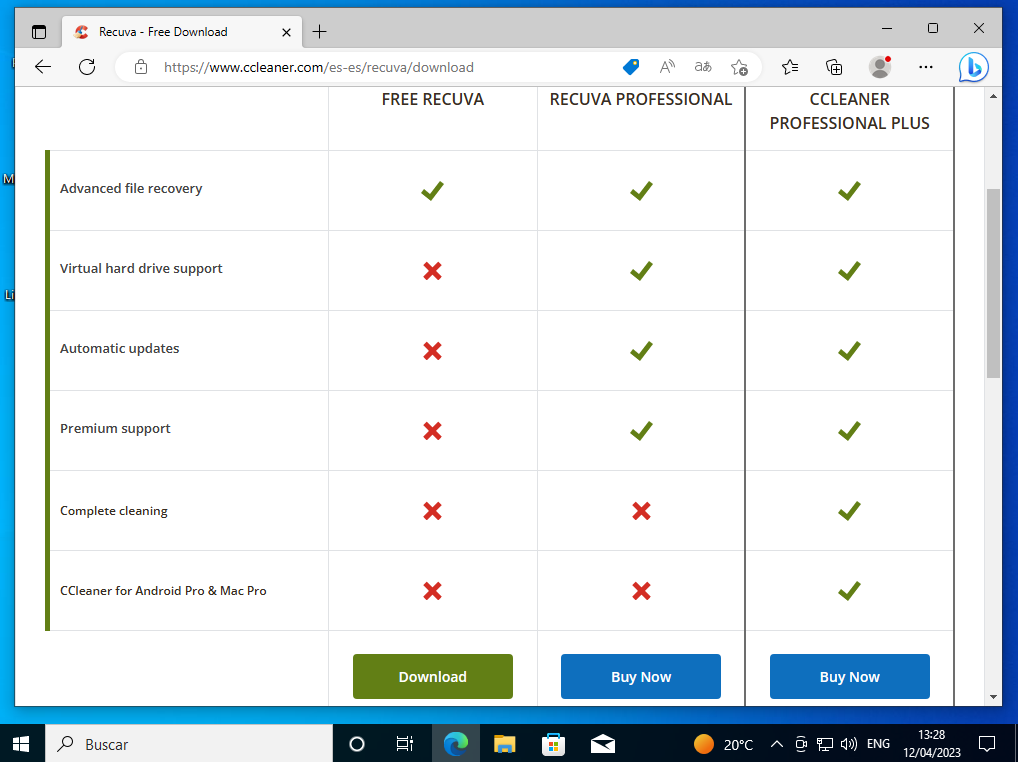 Recuva - Free Download
https://www.ccleaner.com/es-es/recuva/download
FREE RECUVA
RECUVA PROFESSIONAL
CCLEANER
PROFESSIONAL PLUS
Advanced file recovery
Virtual hard drive support
Automatic updates
Premium support
Complete cleaning
CCleaner for Android Pro & Mac Pro
Download
Buy Now
Buy Now
Buscar
20°C
ENG
13:28
12/04/2023